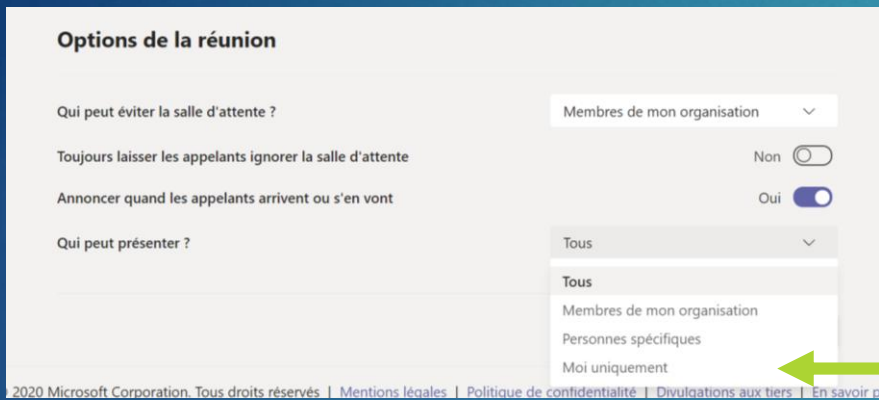 Options de la réunion
Qui peut éviter la salle d'attente ? Membres de mon organisation
Toujours laisser les appelants ignorer la salle d'attente Non
Annoncer quand les appelants arrivent ou s'en vont Oui
Qui peut présenter ? Tous
Tous
Membres de mon organisation
Personnes spécifiques
Moi uniquement
2020 Microsoft Corporation. Tous droits réservés | Mentions légales | Politique de confidentialité | Divulgations aux tiers | En savoir p